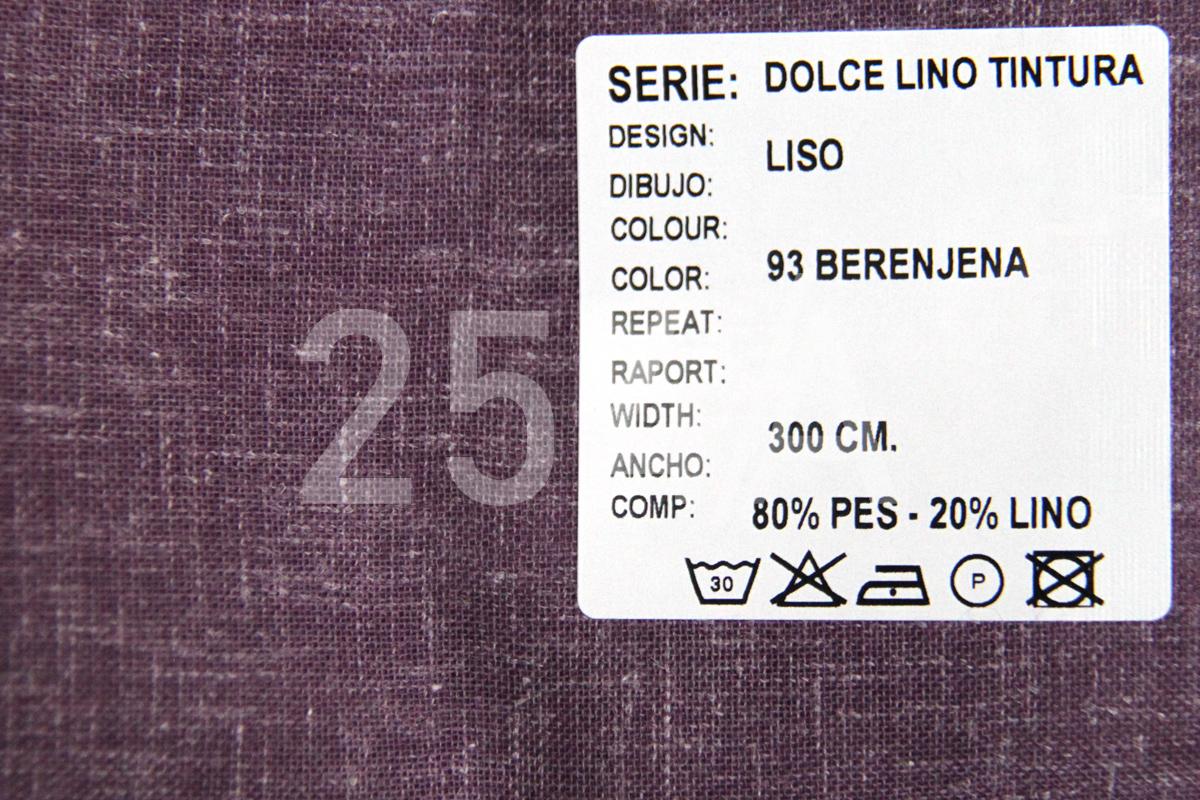 SERIE: DOLCE LINO TINTURA
DESIGN:
LISO
DIBUJO:
COLOUR:
93 BERENJENA
COLOR:
REPEAT:
RAPORT:
WIDTH:
300 CM.
ANCHO:
COMP: 80% PES - 20% LINO
30 P
25